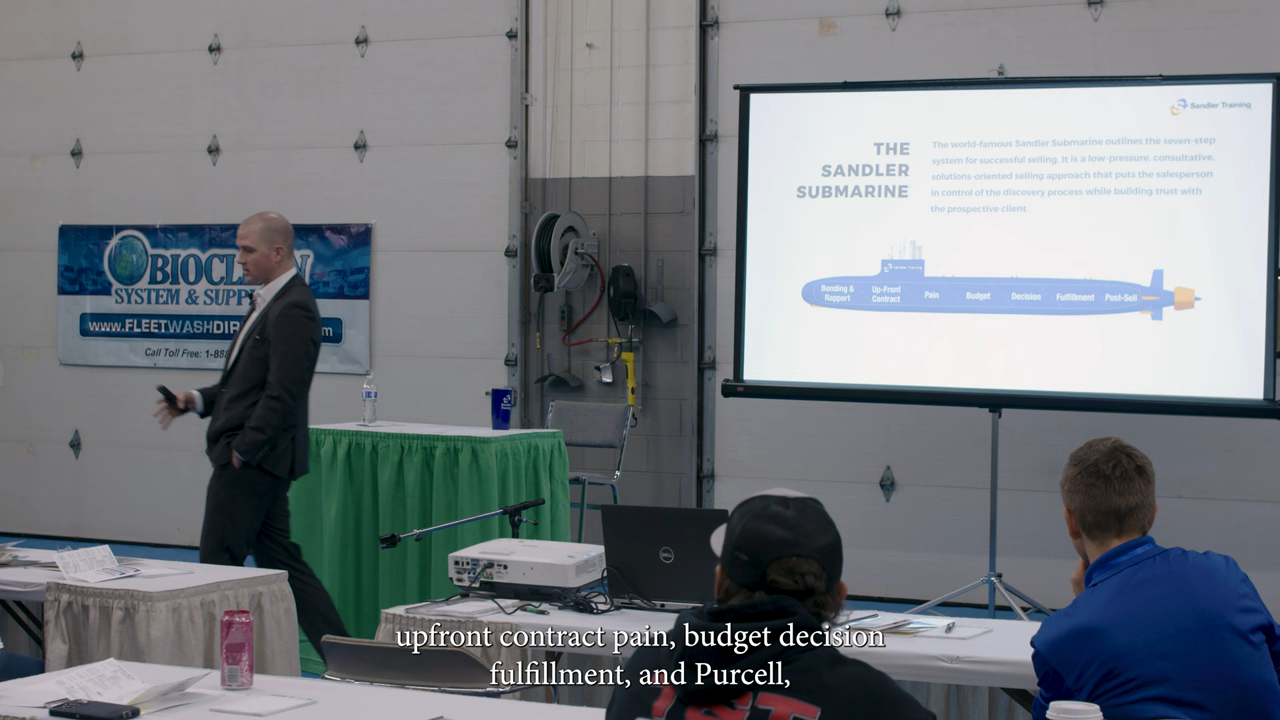 Sandler Training
THE
SANDLER
SUBMARINE
The world-famous Sandler Submarine outlines the seven-step
system for successful selling. It is a low-pressure, consultative,
solutions-oriented selling approach that puts the salesperson
in control of the discovery process while building trust with
the prospective client.
Sandler Training
Bonding &
Rapport
Up-Front
Contract
Pain
Budget
Decision
Fulfillment
Post-Sell
SYSTEM &
www.FLEETWASHDIR
Call Toll Free: 1-88
DELL
upfront contract pain, budget decision
fulfillment, and Purcell,